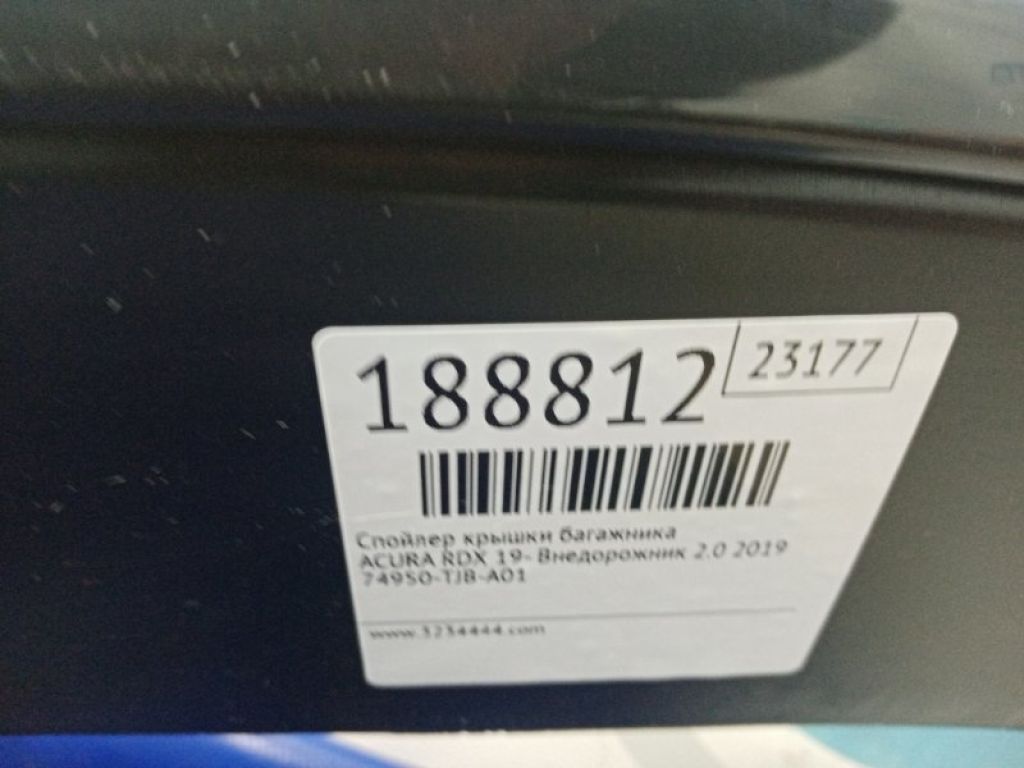 188812
23177
Спойлер крышки багажника
ACURA RDX 19- Внедорожник 2.0 2019
74950-TJB-A01
www.3234444.com